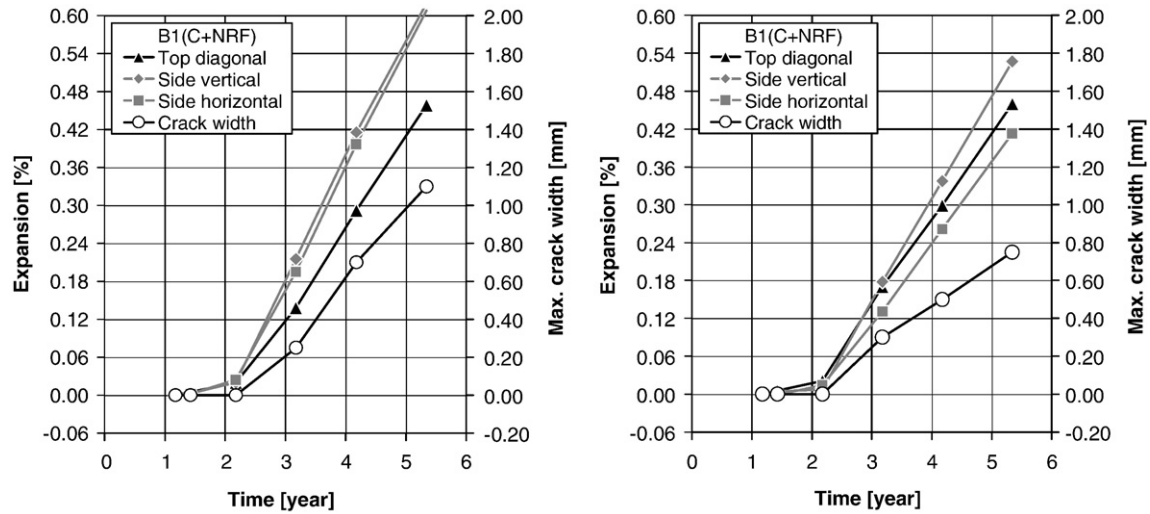 0.60
0.54
0.48
0.42
0.36
0.30
0.24
0.18
0.12
0.06
0.00
-0.06
Expansion [%]
B1(C+NRF)
Top diagonal
Side vertical
Side horizontal
Crack width
2.00
1.80
1.60
1.40
1.20
1.00
0.80
0.60
0.40
0.20
0.00
-0.20
Max. crack width [mm]
0 1 2 3 4 5 6
Time [year]
0.60
0.54
0.48
0.42
0.36
0.30
0.24
0.18
0.12
0.06
0.00
-0.06
Expansion [%]
B1(C+NRF)
Top diagonal
Side vertical
Side horizontal
Crack width
2.00
1.80
1.60
1.40
1.20
1.00
0.80
0.60
0.40
0.20
0.00
-0.20
Max. crack width [mm]
0 1 2 3 4 5 6
Time [year]